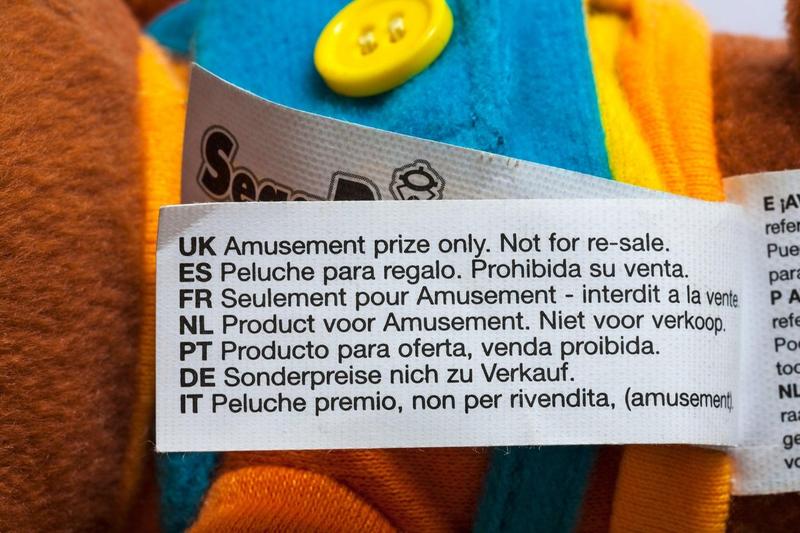 Sega
UK Amusement prize only. Not for re-sale.
ES Peluche para regalo. Prohibida su venta.
FR Seulement pour Amusement - interdit a la vente.
NL Product voor Amusement. Niet voor verkoop.
PT Producto para oferta, venda proibida.
DE Sonderpreise nich zu Verkauf.
IT Peluche premio, non per rivendita, (amusement).
E
P A
NL